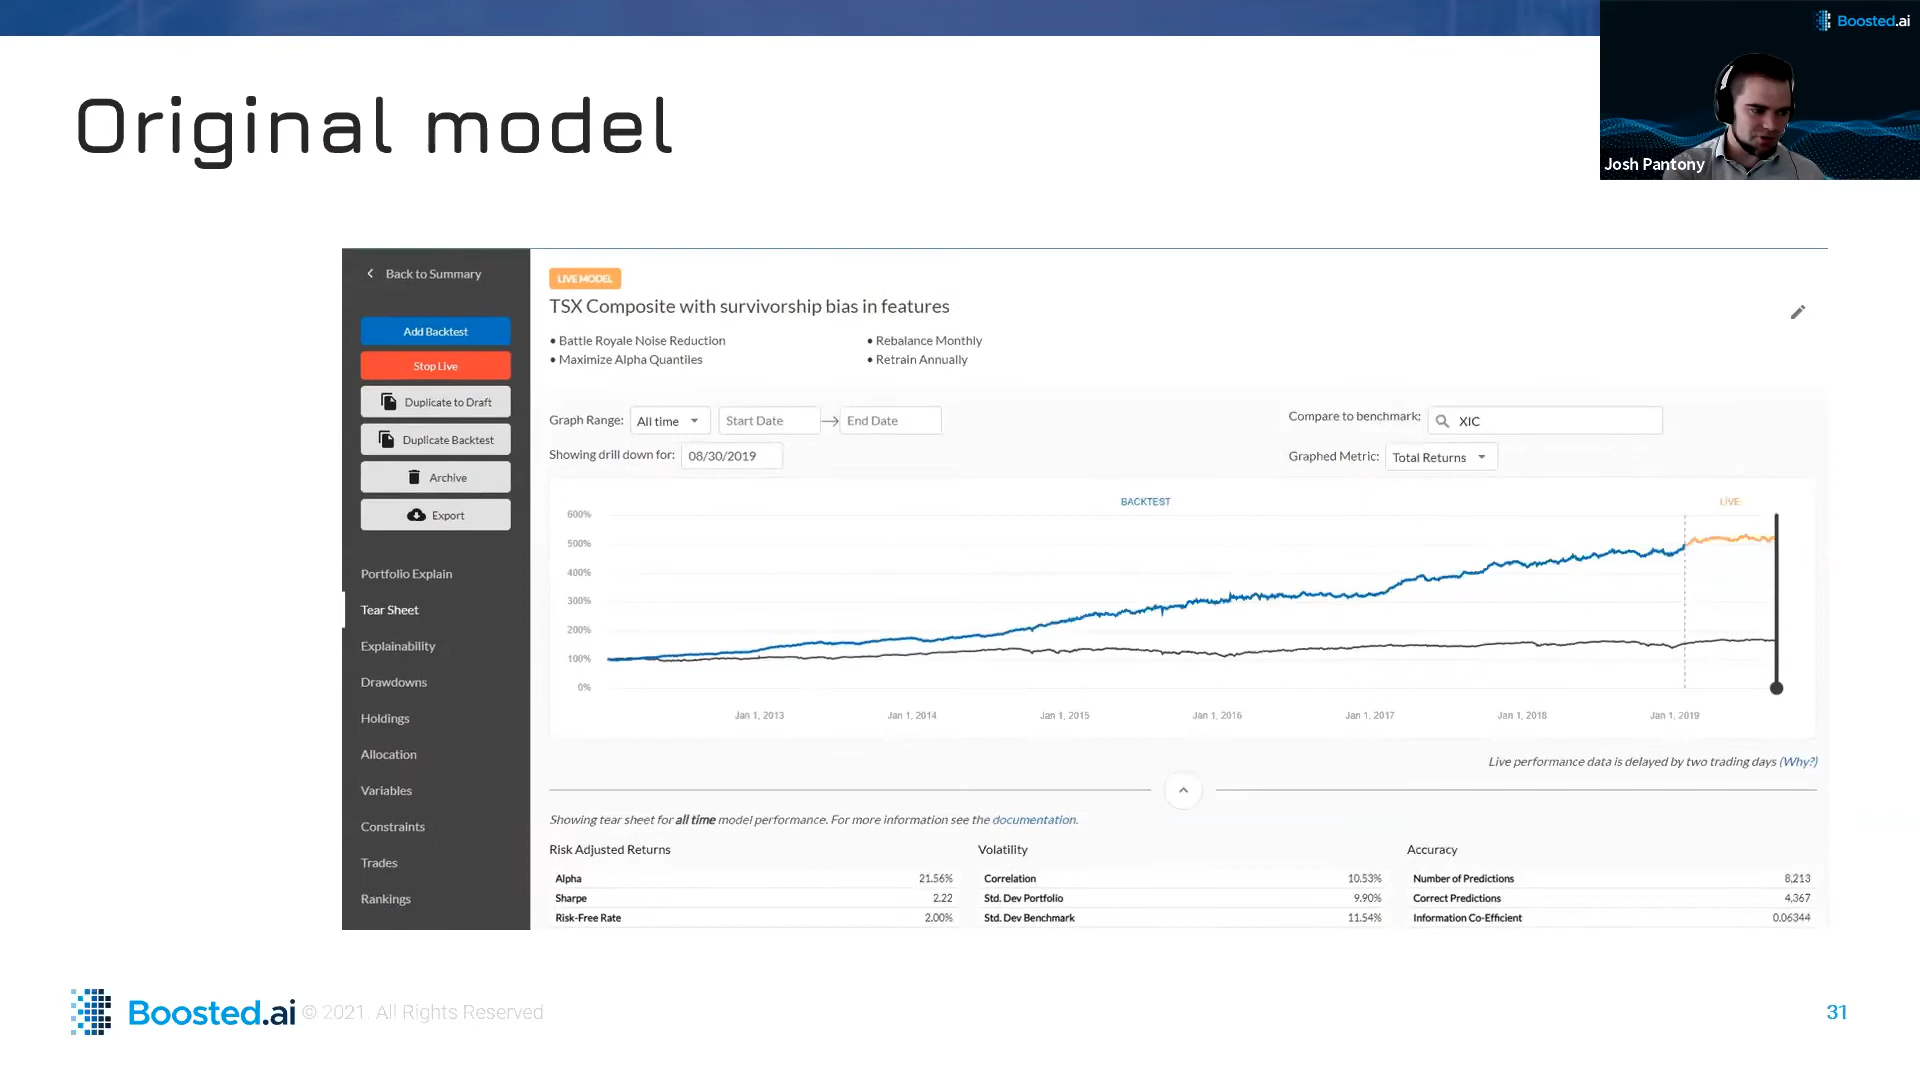 Boosted.ai
Josh Pantony
Original model
Back to Summary
Add Backtest
Stop Live
Duplicate to Draft
Duplicate Backtest
Archive
Export
Portfolio Explain
Tear Sheet
Explainability
Drawdowns
Holdings
Allocation
Variables
Constraints
Trades
Rankings
LIVE MODEL
TSX Composite with survivorship bias in features
• Battle Royale Noise Reduction • Rebalance Monthly
• Maximize Alpha Quantiles • Retrain Annually
Graph Range: All time Start Date End Date Compare to benchmark: XIC
Showing drill down for: 08/30/2019 Graphed Metric: Total Returns
BACKTEST LIVE
600%
500%
400%
300%
200%
100%
0%
Jan 1, 2013 Jan 1, 2014 Jan 1, 2015 Jan 1, 2016 Jan 1, 2017 Jan 1, 2018 Jan 1, 2019
Live performance data is delayed by two trading days (Why?)
Showing tear sheet for all time model performance. For more information see the documentation.
Risk Adjusted Returns Volatility Accuracy
Alpha 21.56% Correlation 10.53% Number of Predictions 8,213
Sharpe 2.22 Std. Dev Portfolio 9.90% Correct Predictions 4,367
Risk-Free Rate 2.00% Std. Dev Benchmark 11.54% Information Co-Efficient 0.06344
Boosted.ai © 2021. All Rights Reserved 31